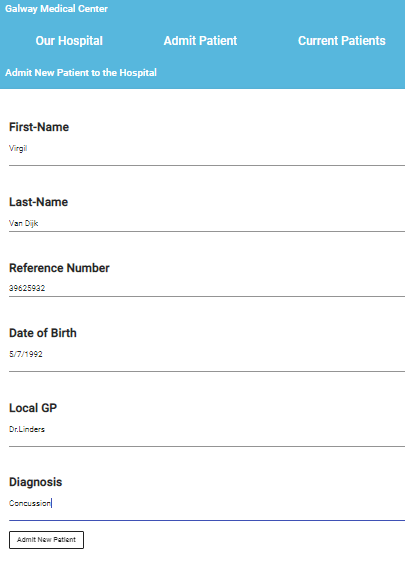 Galway Medical Center
Our Hospital Admit Patient Current Patients
Admit New Patient to the Hospital
First-Name
Virgil
Last-Name
Van Dijk
Reference Number
39625932
Date of Birth
5/7/1992
Local GP
Dr.Linders
Diagnosis
Concussion
Admit New Patient